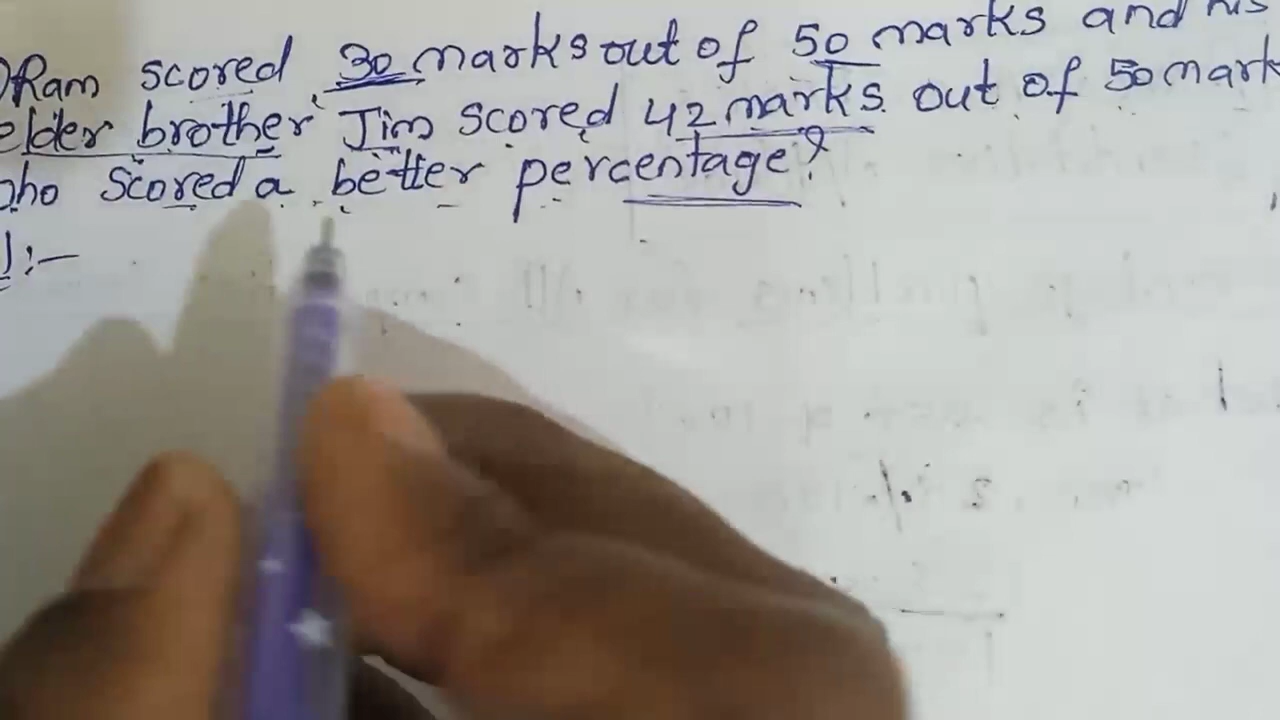 Ram scored 30 marks out of 50 marks and his
elder brother Jim scored 42 marks out of 50 mark
who scored a better percentage?
:-